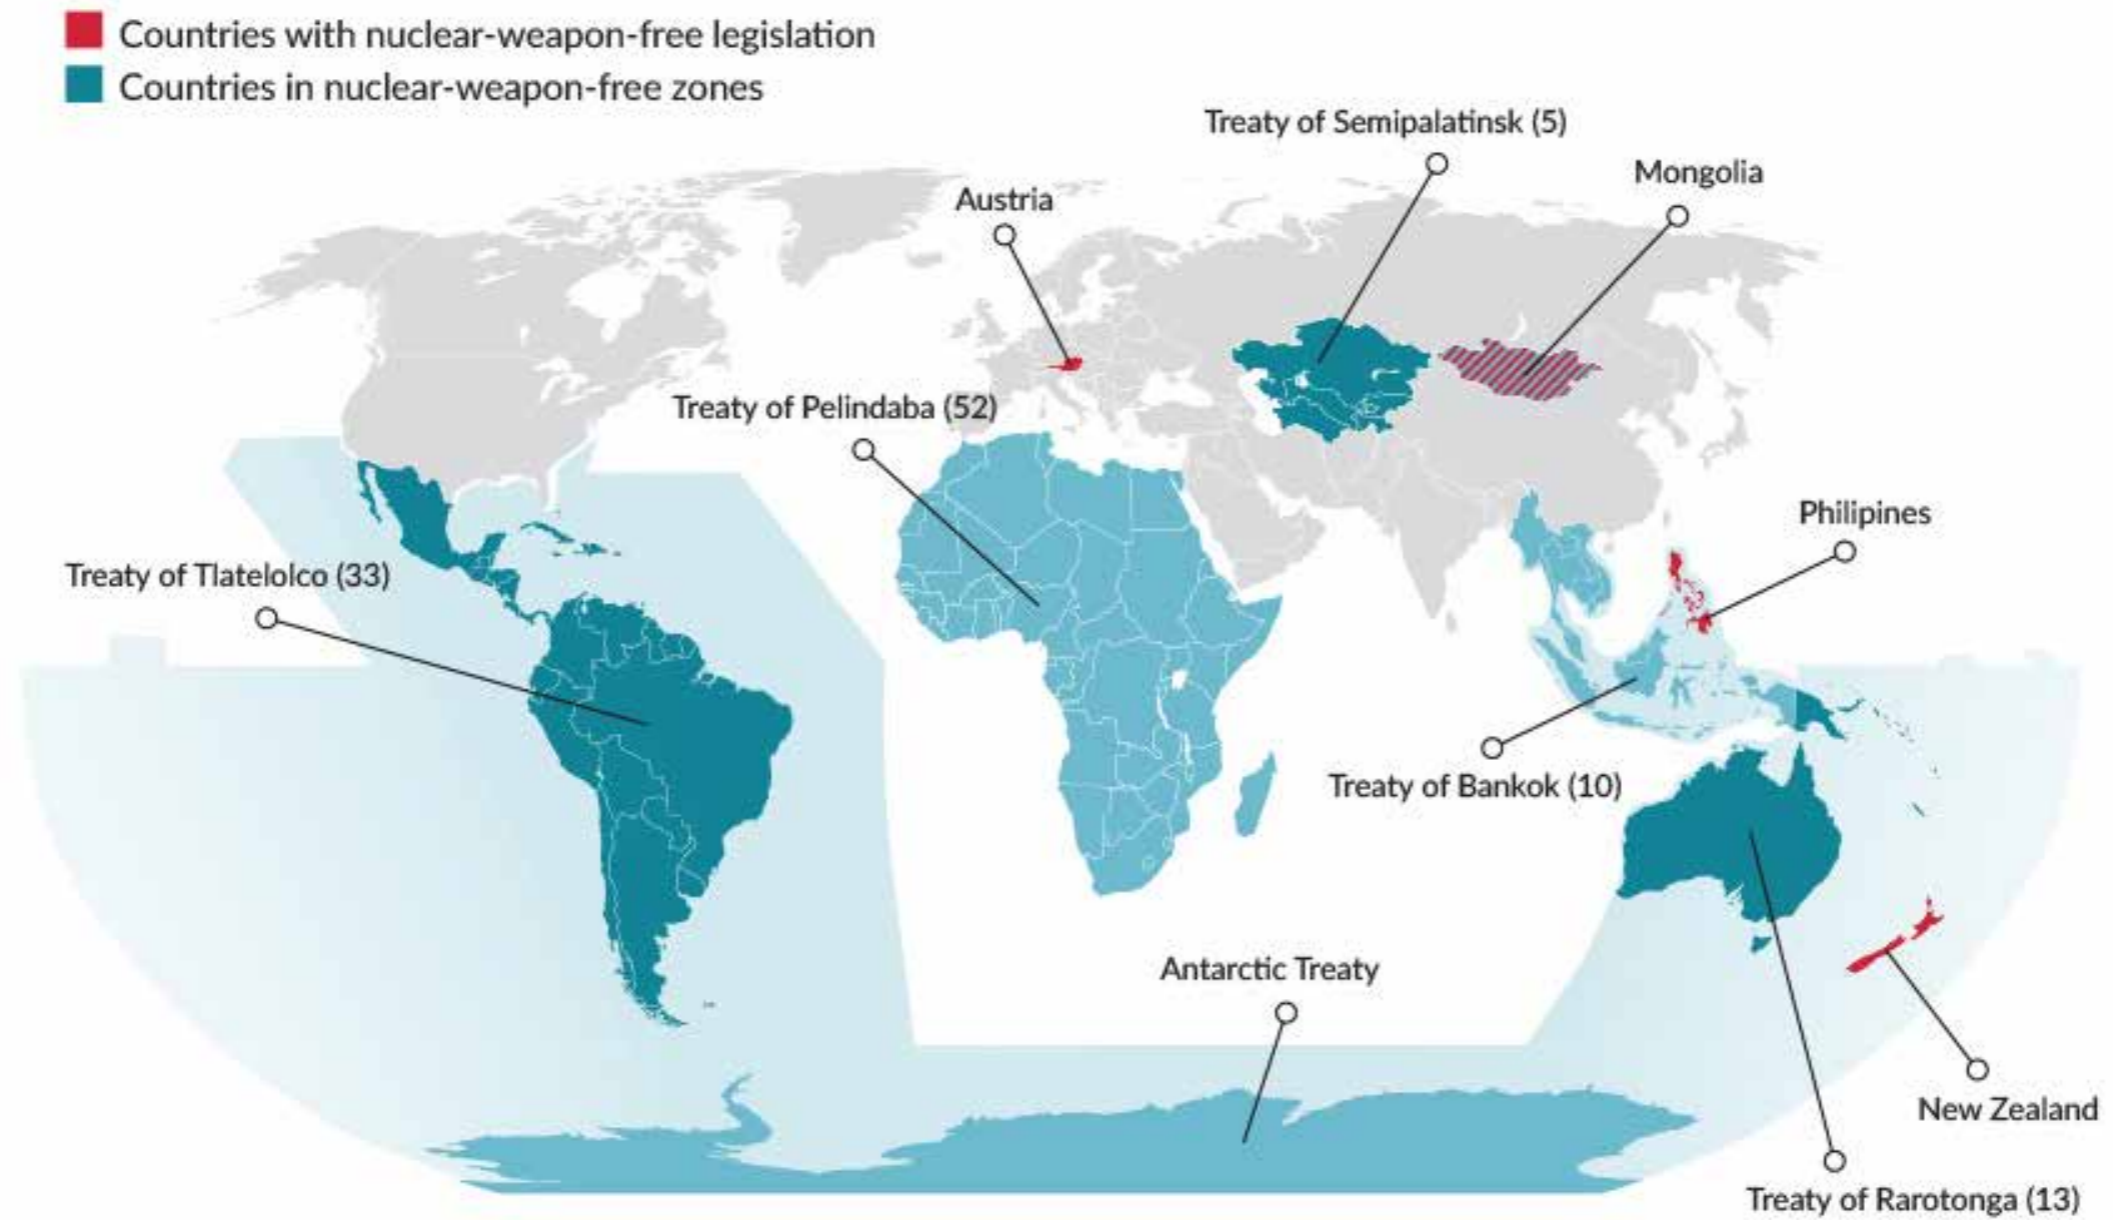 Countries with nuclear-weapon-free legislation
Countries in nuclear-weapon-free zones
Treaty of Semipalatinsk (5)
Mongolia
Austria
Treaty of Pelindaba (52)
Philipines
Treaty of Tlatelolco (33)
Treaty of Bankok (10)
Antarctic Treaty
New Zealand
Treaty of Rarotonga (13)